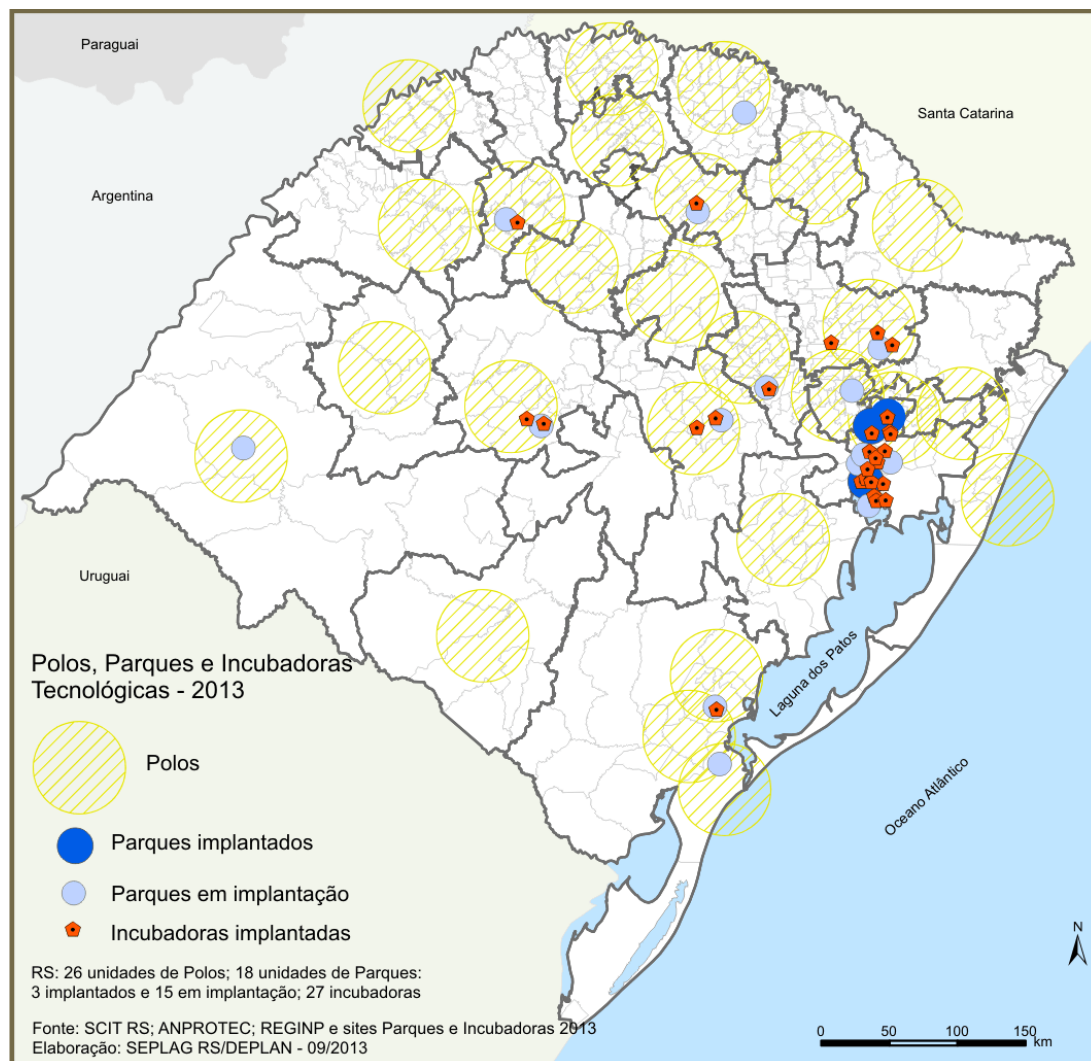 Paraguai
Santa Catarina
Argentina
Uruguai
Laguna dos Patos
Oceano Atlântico
Polos, Parques e Incubadoras
Tecnológicas - 2013
Polos
Parques implantados
Parques em implantação
Incubadoras implantadas
RS: 26 unidades de Polos; 18 unidades de Parques:
3 implantados e 15 em implantação; 27 incubadoras
Fonte: SCIT RS; ANPROTEC; REGINP e sites Parques e Incubadoras 2013
Elaboração: SEPLAG RS/DEPLAN - 09/2013
N
0 50 100 150
km